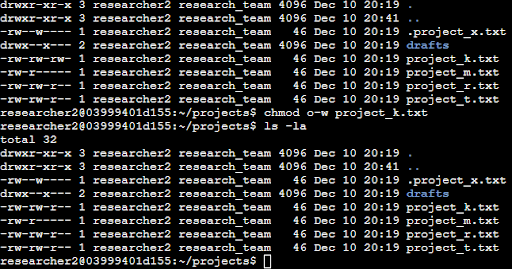 drwxr-xr-x 3 researcher2 research_team 4096 Dec 10 20:19 .
drwxr-xr-x 3 researcher2 research_team 4096 Dec 10 20:41 ..
-rw--w---- 1 researcher2 research_team   46 Dec 10 20:19 .project_x.txt
drwx--x--- 2 researcher2 research_team 4096 Dec 10 20:19 drafts
-rw-rw-rw- 1 researcher2 research_team   46 Dec 10 20:19 project_k.txt
-rw-r----- 1 researcher2 research_team   46 Dec 10 20:19 project_m.txt
-rw-rw-r-- 1 researcher2 research_team   46 Dec 10 20:19 project_r.txt
-rw-rw-r-- 1 researcher2 research_team   46 Dec 10 20:19 project_t.txt
researcher2@03999401d155:~/projects$ chmod o-w project_k.txt
researcher2@03999401d155:~/projects$ ls -la
total 32
drwxr-xr-x 3 researcher2 research_team 4096 Dec 10 20:19 .
drwxr-xr-x 3 researcher2 research_team 4096 Dec 10 20:41 ..
-rw--w---- 1 researcher2 research_team   46 Dec 10 20:19 .project_x.txt
drwx--x--- 2 researcher2 research_team 4096 Dec 10 20:19 drafts
-rw-rw-r-- 1 researcher2 research_team   46 Dec 10 20:19 project_k.txt
-rw-r----- 1 researcher2 research_team   46 Dec 10 20:19 project_m.txt
-rw-rw-r-- 1 researcher2 research_team   46 Dec 10 20:19 project_r.txt
-rw-rw-r-- 1 researcher2 research_team   46 Dec 10 20:19 project_t.txt
researcher2@03999401d155:~/projects$